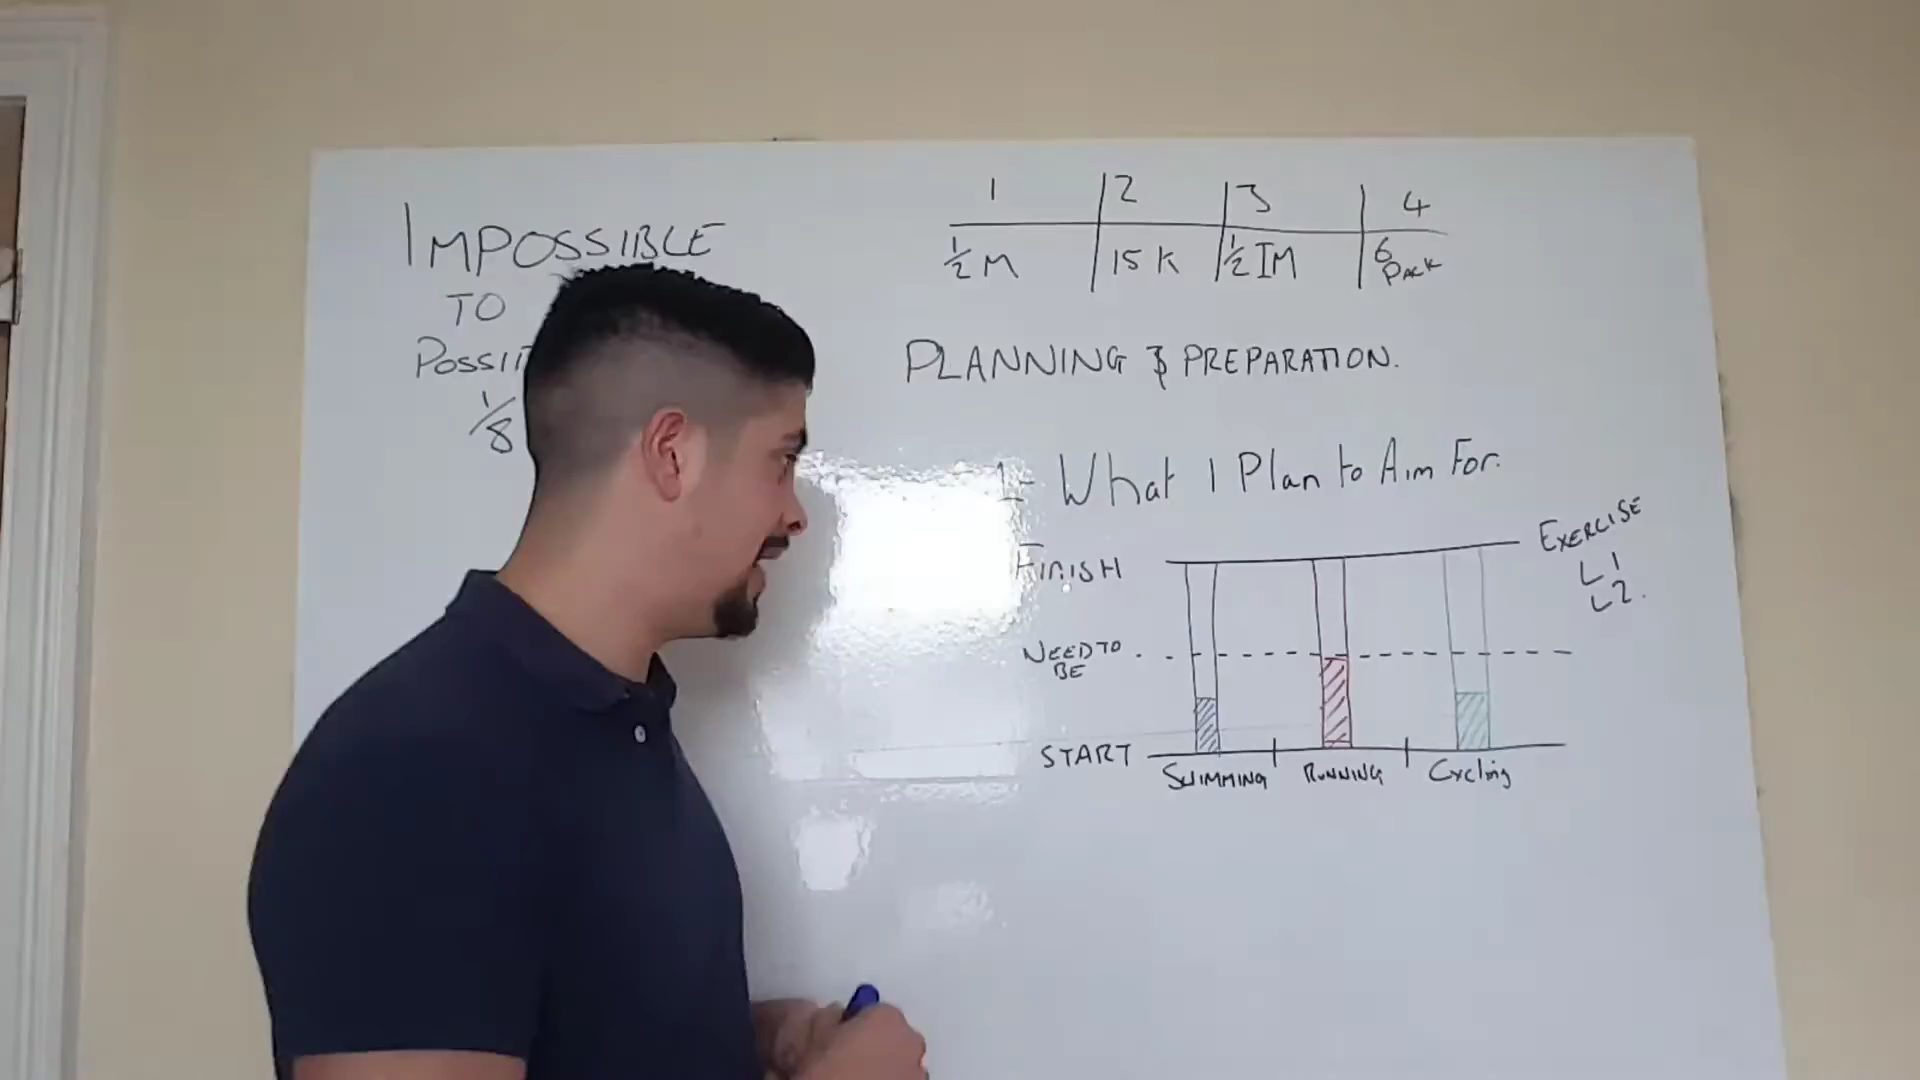 IMPOSSIBLE
TO
1/8
1 2 3 4
1/2 M 15 K 1/2 IM 6 PACK
PLANNING & PREPARATION.
1- What I Plan to Aim For.
EXERCISE
L1
L2.
FINISH
NEED TO
BE
START
SWIMMING RUNNING Cycling